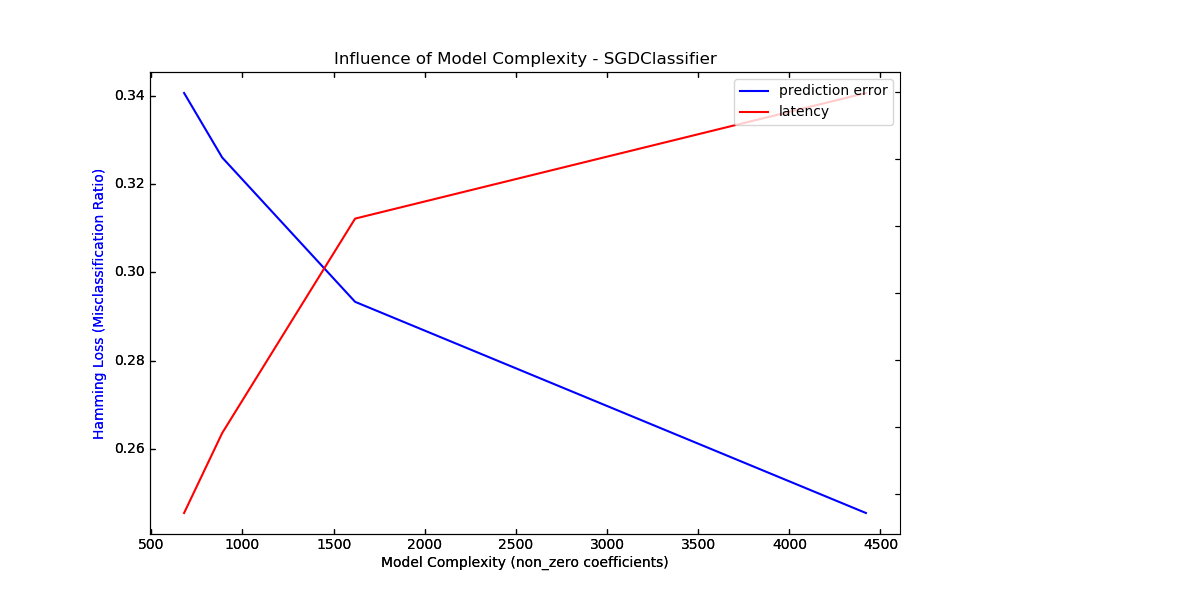 Influence of Model Complexity - SGDClassifier
prediction error
latency
Hamming Loss (Misclassification Ratio)
0.34
0.32
0.30
0.28
0.26
500 1000 1500 2000 2500 3000 3500 4000 4500
Model Complexity (non_zero coefficients)